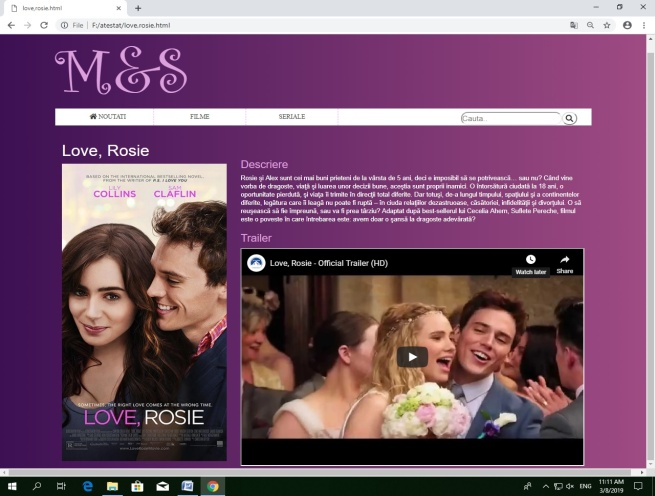 love,rosie.html
File | F:/atestat/love,rosie.html
M&S
NOUTATI FILME SERIALE Cauta..
Love, Rosie
BASED ON THE INTERNATIONAL BESTSELLING NOVEL,
FROM THE WRITER OF P.S. I LOVE YOU
LILY COLLINS SAM CLAFLIN
SOMETIMES, THE RIGHT LOVE COMES AT THE WRONG TIME.
LOVE, ROSIE
Descriere
Rosie și Alex sunt cei mai buni prieteni de la vârsta de 5 ani, deci e imposibil să se potrivească… sau nu? Când vine
vorba de dragoste, viață și luarea unor decizii bune, aceștia sunt proprii inamici. O întorsătură ciudată la 18 ani, o
oportunitate pierdută, și viața îi trimite în direcții total diferite. Dar totuși, de-a lungul timpului, spațiului și a continentelor
diferite, legătura care îi leagă nu poate fi ruptă – în ciuda relațiilor dezastruoase, căsătoriei, infidelității și divorțului. O să
reușească să fie împreună, sau va fi prea târziu? Adaptat după best-sellerul lui Cecelia Ahern, Suflete Pereche, filmul
este o poveste în care întrebarea este: avem doar o șansă la dragoste adevărată?
Trailer
Love, Rosie - Official Trailer (HD)
Watch later Share
ENG
11:11 AM
3/8/2019